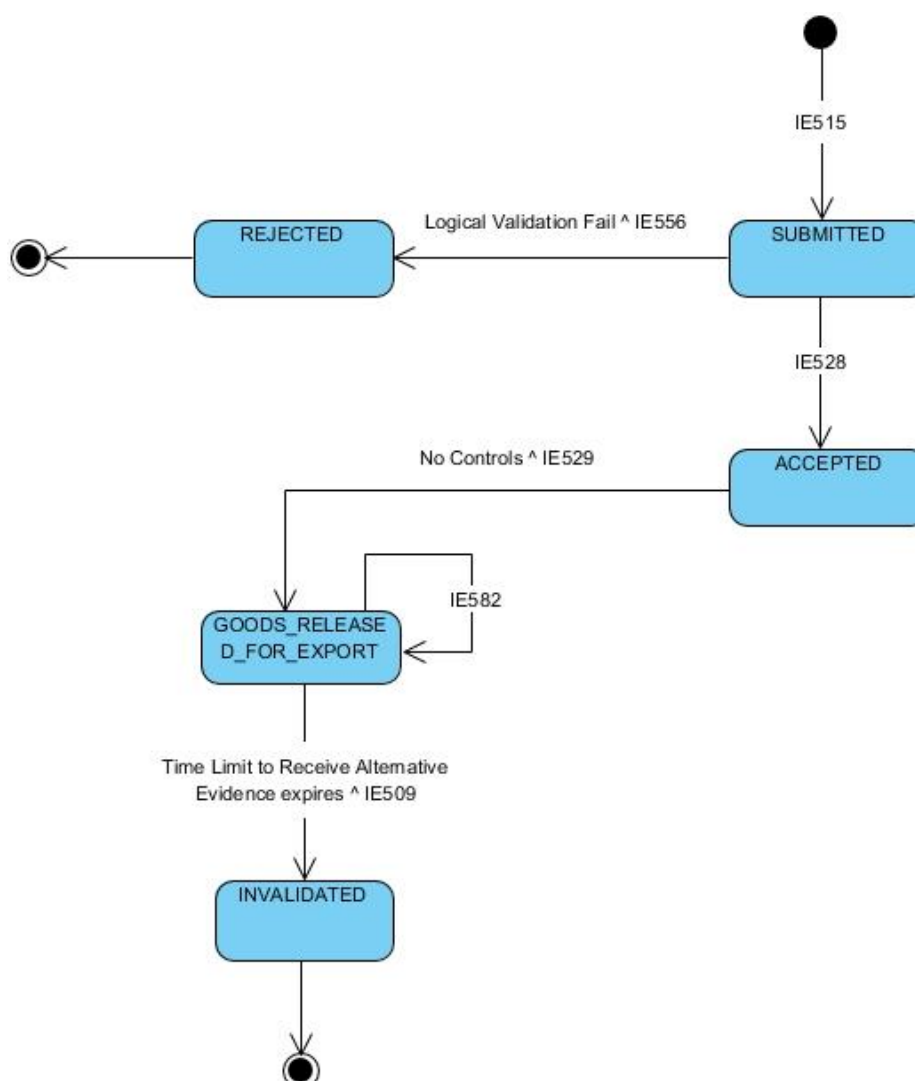 IE515
Logical Validation Fail ^ IE556
REJECTED
SUBMITTED
IE528
No Controls ^ IE529
ACCEPTED
IE582
GOODS_RELEASE
D_FOR_EXPORT
Time Limit to Receive Alternative
Evidence expires ^ IE509
INVALIDATED